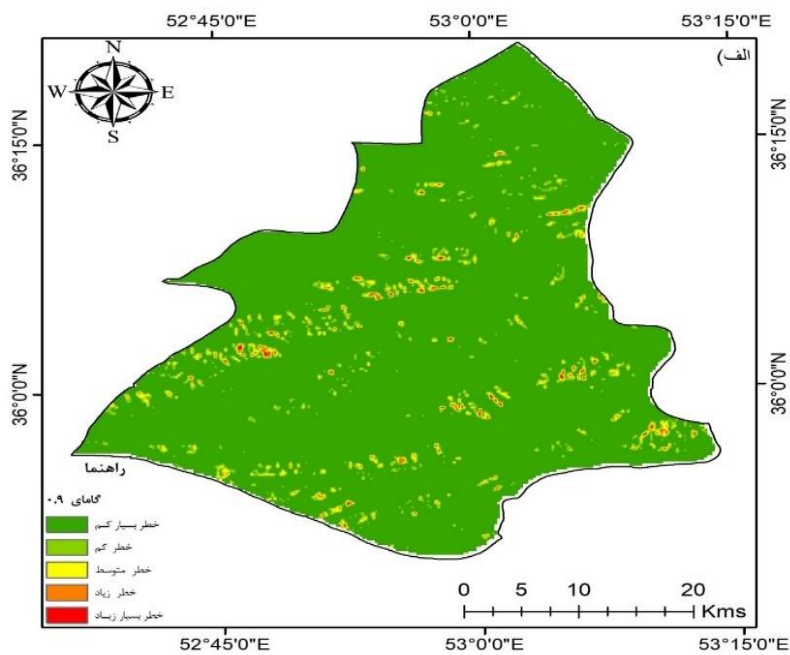 52°45'0"E 53°0'0"E 53°15'0"E
الف)
N
W E
S
36°15'0"N 36°15'0"N
36°0'0"N 36°0'0"N
راهنما
گامای ۰.۹
خطر بسیار کـم
خطر کم
خطر متوسط
خطر زیاد
خطر بسیار زیـاد
0 5 10 20
Kms
52°45'0"E 53°0'0"E 53°15'0"E